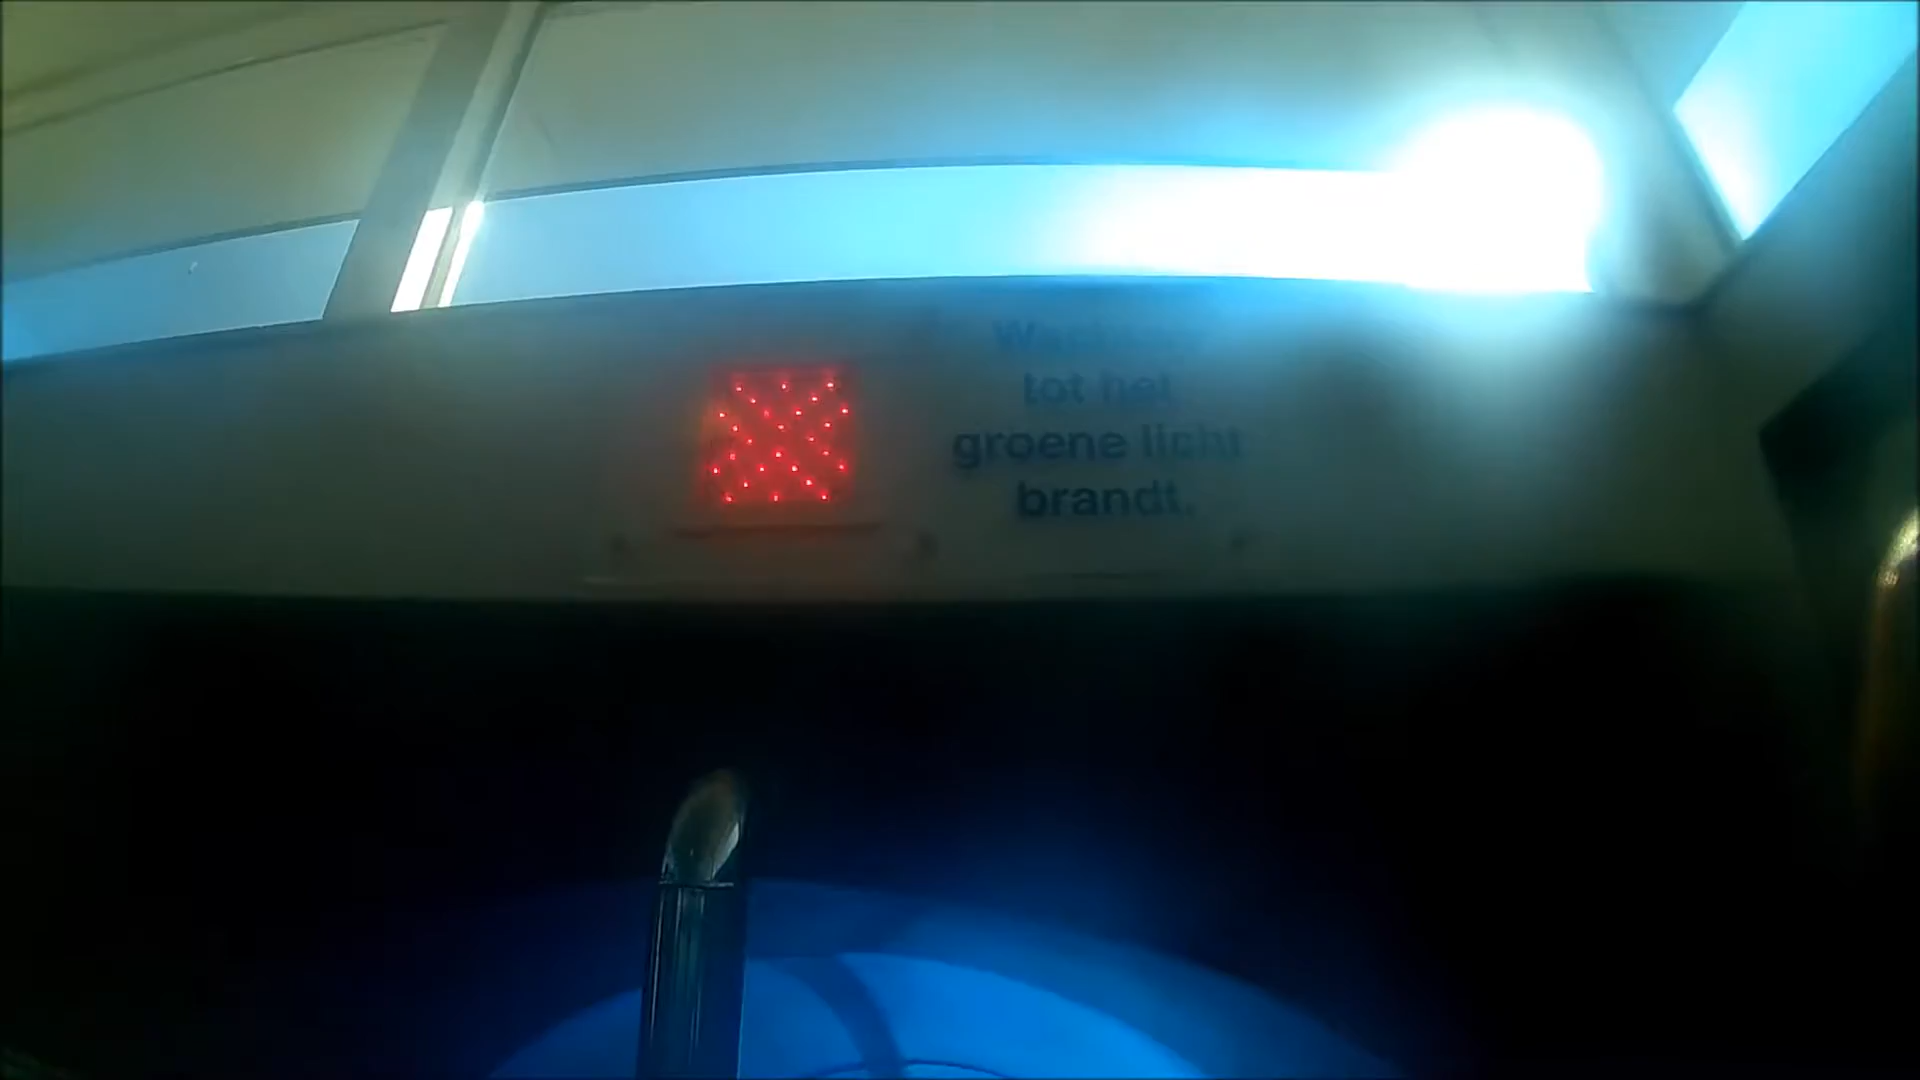 tot het
groene licht
brandt.